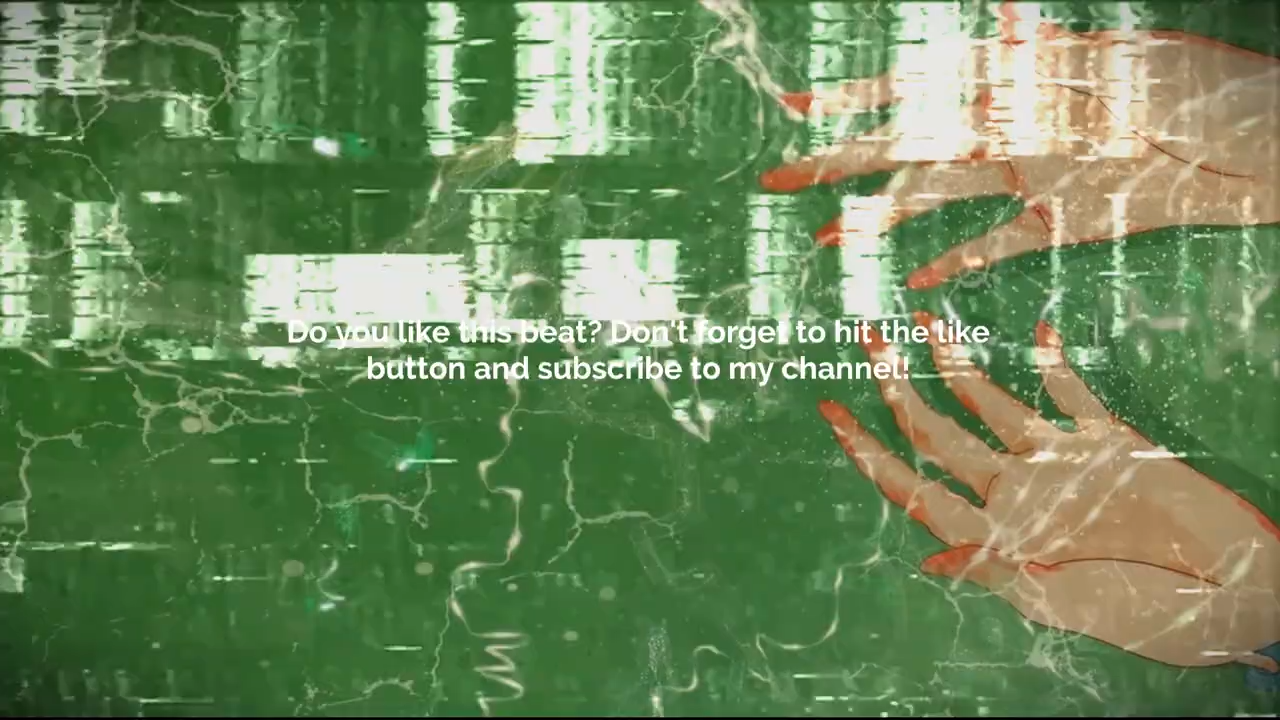 Do you like this beat? Don't forget to hit the like
button and subscribe to my channel!